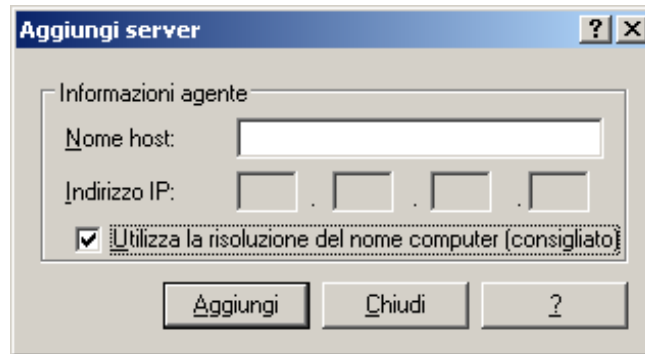 Aggiungi server
Informazioni agente
Nome host:
Indirizzo IP: . . .
Utilizza la risoluzione del nome computer (consigliato)
Aggiungi Chiudi ?